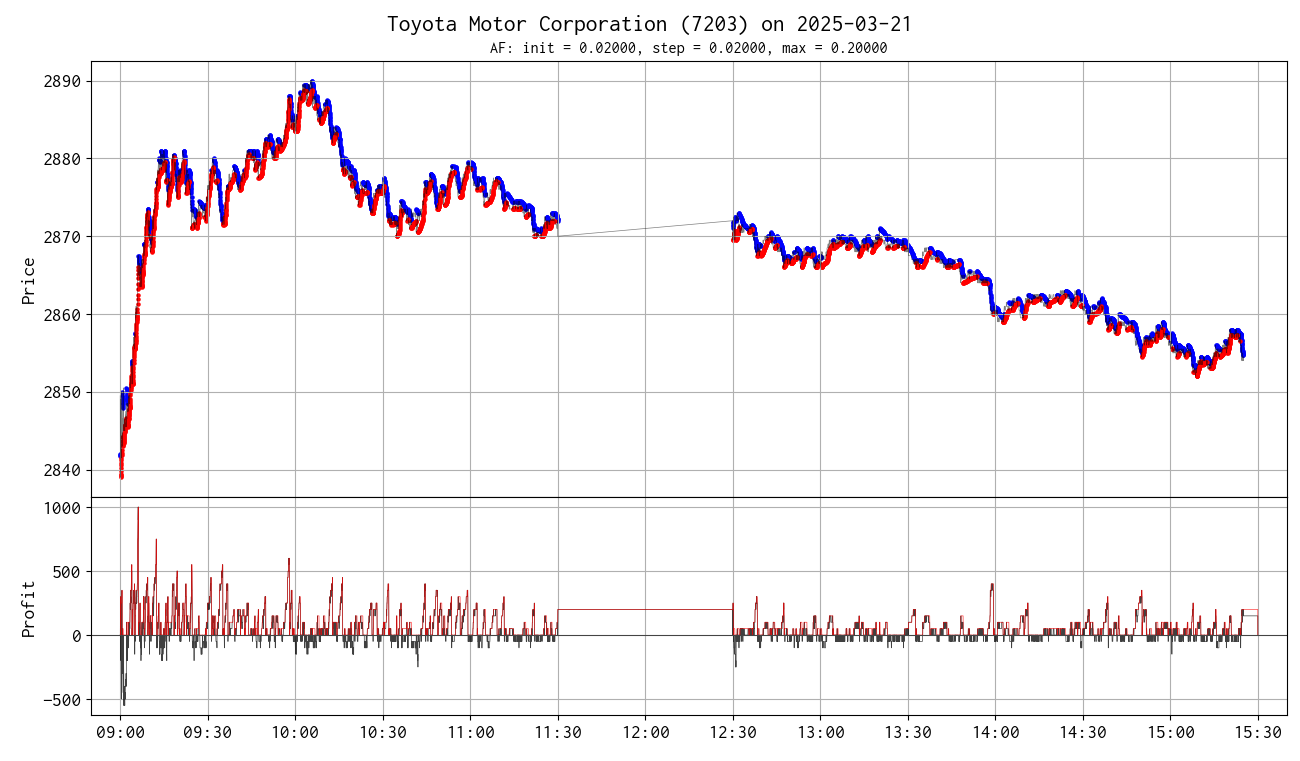 Toyota Motor Corporation (7203) on 2025-03-21
AF: init = 0.02000, step = 0.02000, max = 0.20000
Price
2890
2880
2870
2860
2850
2840
Profit
1000
500
0
−500
09:00 09:30 10:00 10:30 11:00 11:30 12:00 12:30 13:00 13:30 14:00 14:30 15:00 15:30